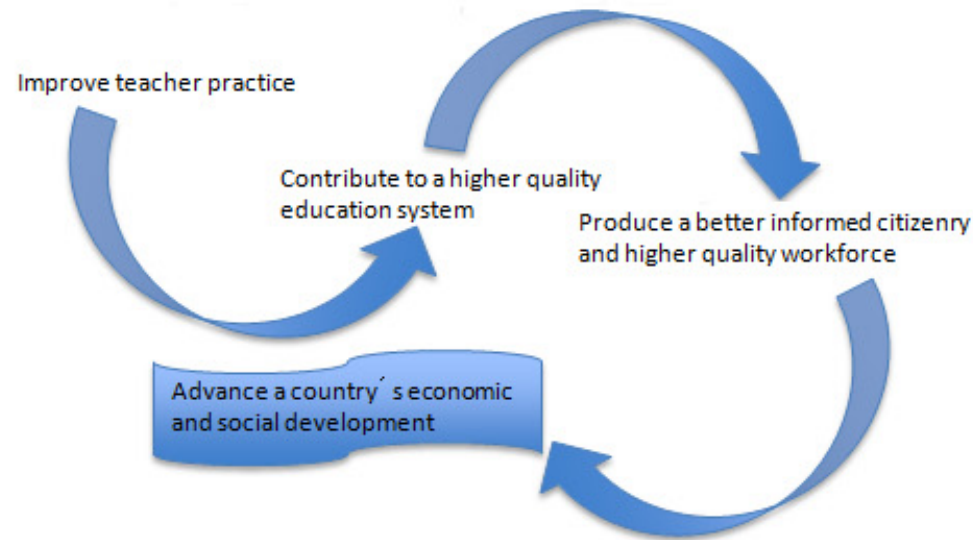 Improve teacher practice
Contribute to a higher quality
education system
Produce a better informed citizenry
and higher quality workforce
Advance a country´s economic
and social development